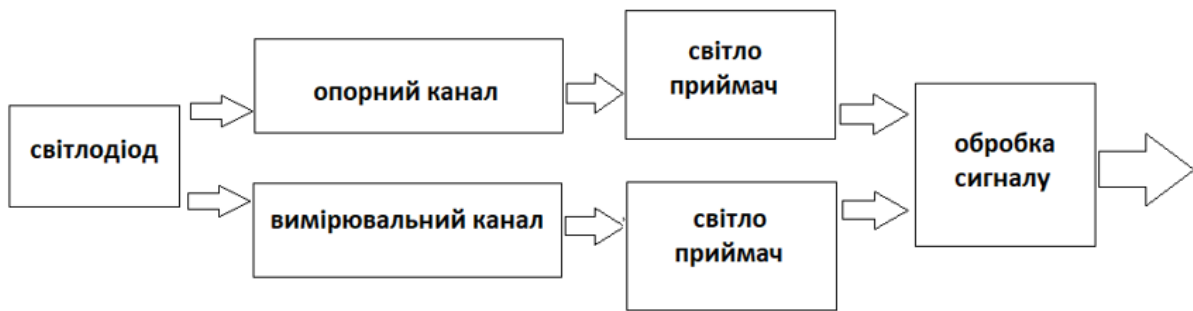 світлодіод
опорний канал
світло
приймач
вимірювальний канал
світло
приймач
обробка
сигналу